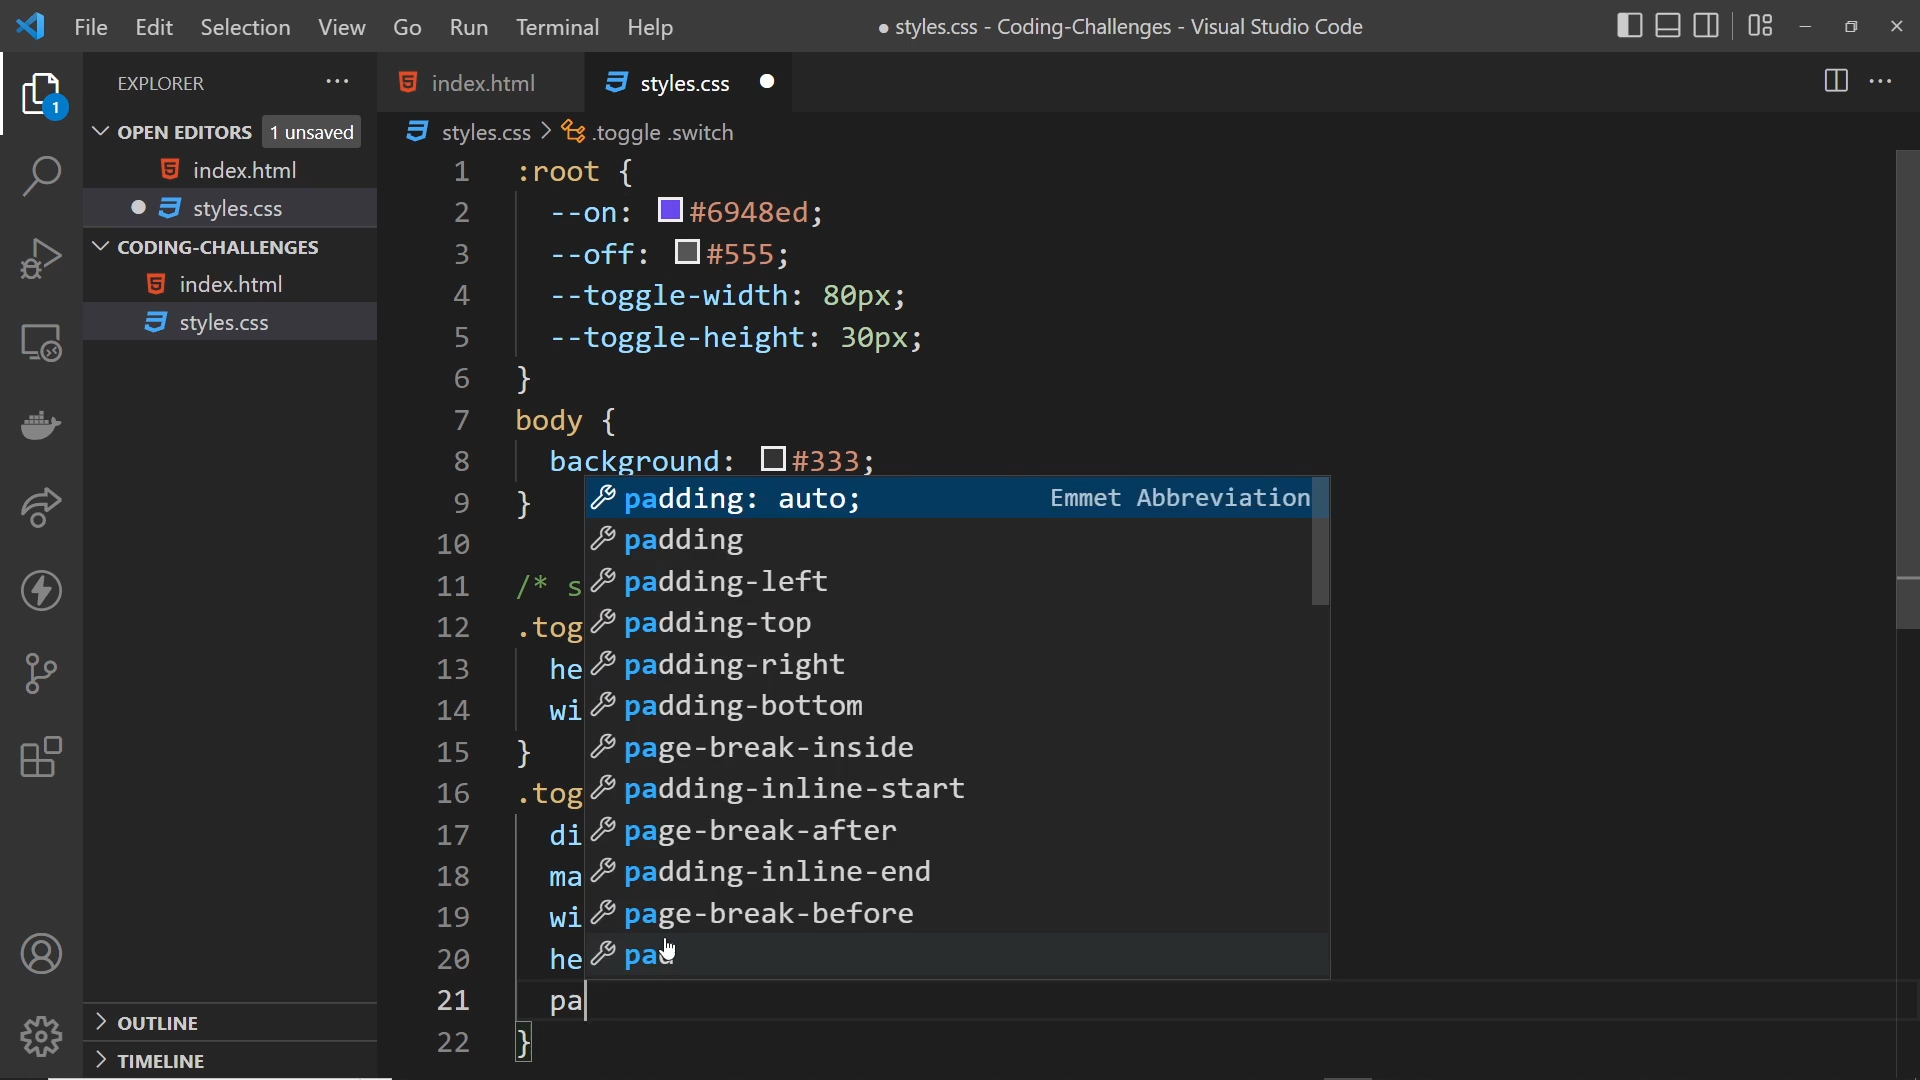 File Edit Selection View Go Run Terminal Help
● styles.css - Coding-Challenges - Visual Studio Code
EXPLORER
index.html
styles.css
1
OPEN EDITORS 1 unsaved
index.html
styles.css
CODING-CHALLENGES
index.html
styles.css
OUTLINE
TIMELINE
styles.css > .toggle .switch
1 :root {
2 --on: #6948ed;
3 --off: #555;
4 --toggle-width: 80px;
5 --toggle-height: 30px;
6 }
7 body {
8 background: #333;
9 }
10
11 /* s
12 .tog
13 he
14 wi
15 }
16 .tog
17 di
18 ma
19 wi
20 he
21 pa
22 }
padding: auto; Emmet Abbreviation
padding
padding-left
padding-top
padding-right
padding-bottom
page-break-inside
padding-inline-start
page-break-after
padding-inline-end
page-break-before
pad